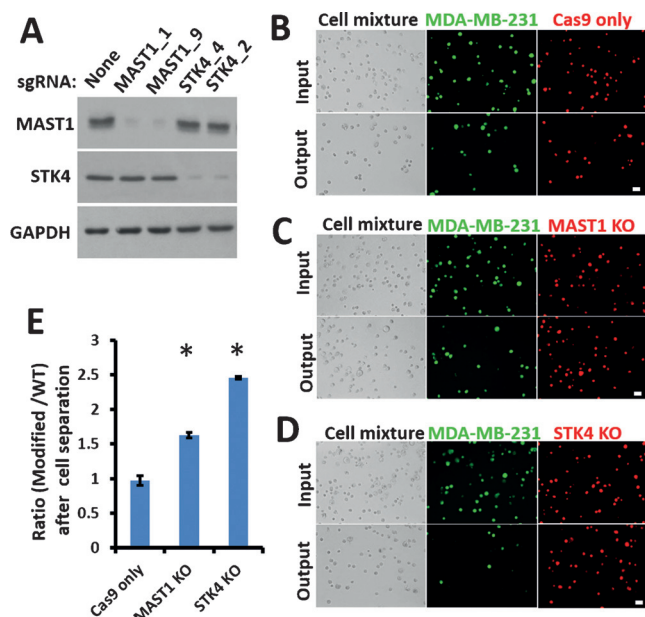 A
sgRNA:
None
MAST1_1
MAST1_9
STK4_4
STK4_2
MAST1
STK4
GAPDH
B
Cell mixture MDA-MB-231 Cas9 only
Input
Output
C
Cell mixture MDA-MB-231 MAST1 KO
Input
Output
D
Cell mixture MDA-MB-231 STK4 KO
Input
Output
E
Ratio (Modified /WT)
after cell separation
3
2.5
2
1.5
1
0.5
0
* *
Cas9 only
MAST1 KO
STK4 KO